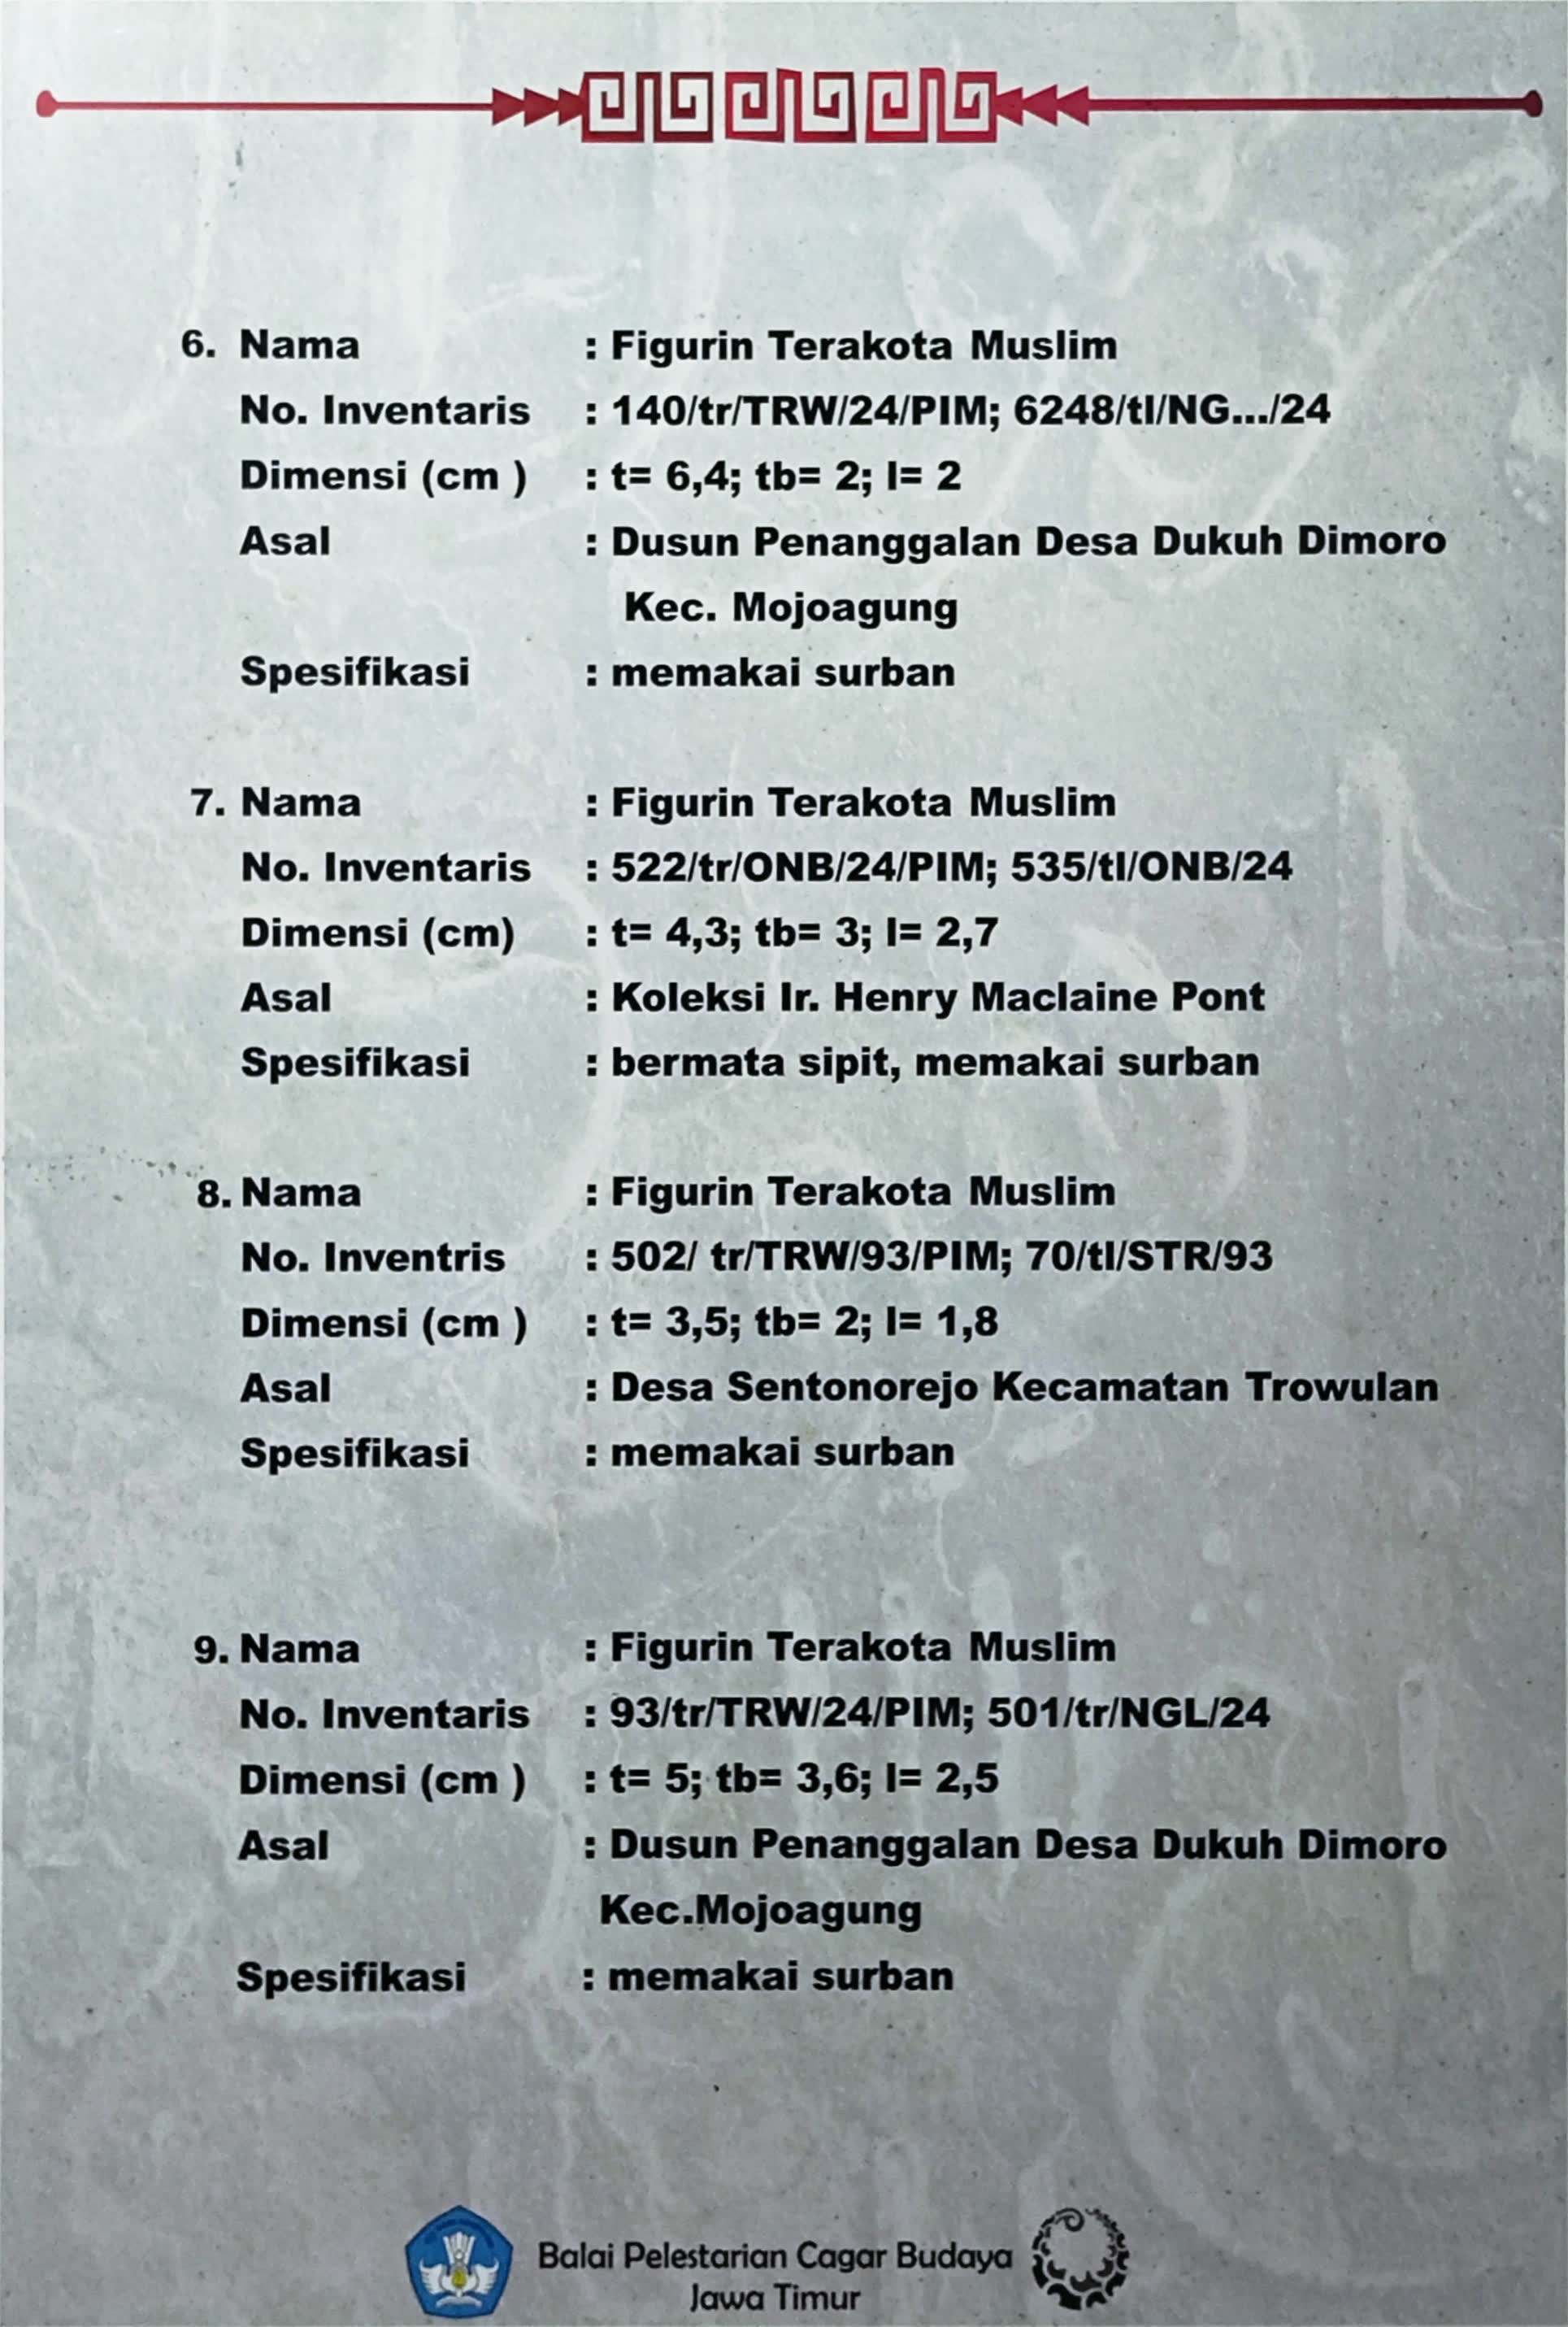 6. Nama : Figurin Terakota Muslim
No. Inventaris : 140/tr/TRW/24/PIM; 6248/tl/NG.../24
Dimensi (cm ) : t= 6,4; tb= 2; l= 2
Asal : Dusun Penanggalan Desa Dukuh Dimoro
Kec. Mojoagung
Spesifikasi : memakai surban
7. Nama : Figurin Terakota Muslim
No. Inventaris : 522/tr/ONB/24/PIM; 535/tl/ONB/24
Dimensi (cm) : t= 4,3; tb= 3; l= 2,7
Asal : Koleksi Ir. Henry Maclaine Pont
Spesifikasi : bermata sipit, memakai surban
8. Nama : Figurin Terakota Muslim
No. Inventris : 502/ tr/TRW/93/PIM; 70/tl/STR/93
Dimensi (cm ) : t= 3,5; tb= 2; l= 1,8
Asal : Desa Sentonorejo Kecamatan Trowulan
Spesifikasi : memakai surban
9. Nama : Figurin Terakota Muslim
No. Inventaris : 93/tr/TRW/24/PIM; 501/tr/NGL/24
Dimensi (cm ) : t= 5; tb= 3,6; l= 2,5
Asal : Dusun Penanggalan Desa Dukuh Dimoro
Kec.Mojoagung
Spesifikasi : memakai surban
Balai Pelestarian Cagar Budaya
Jawa Timur